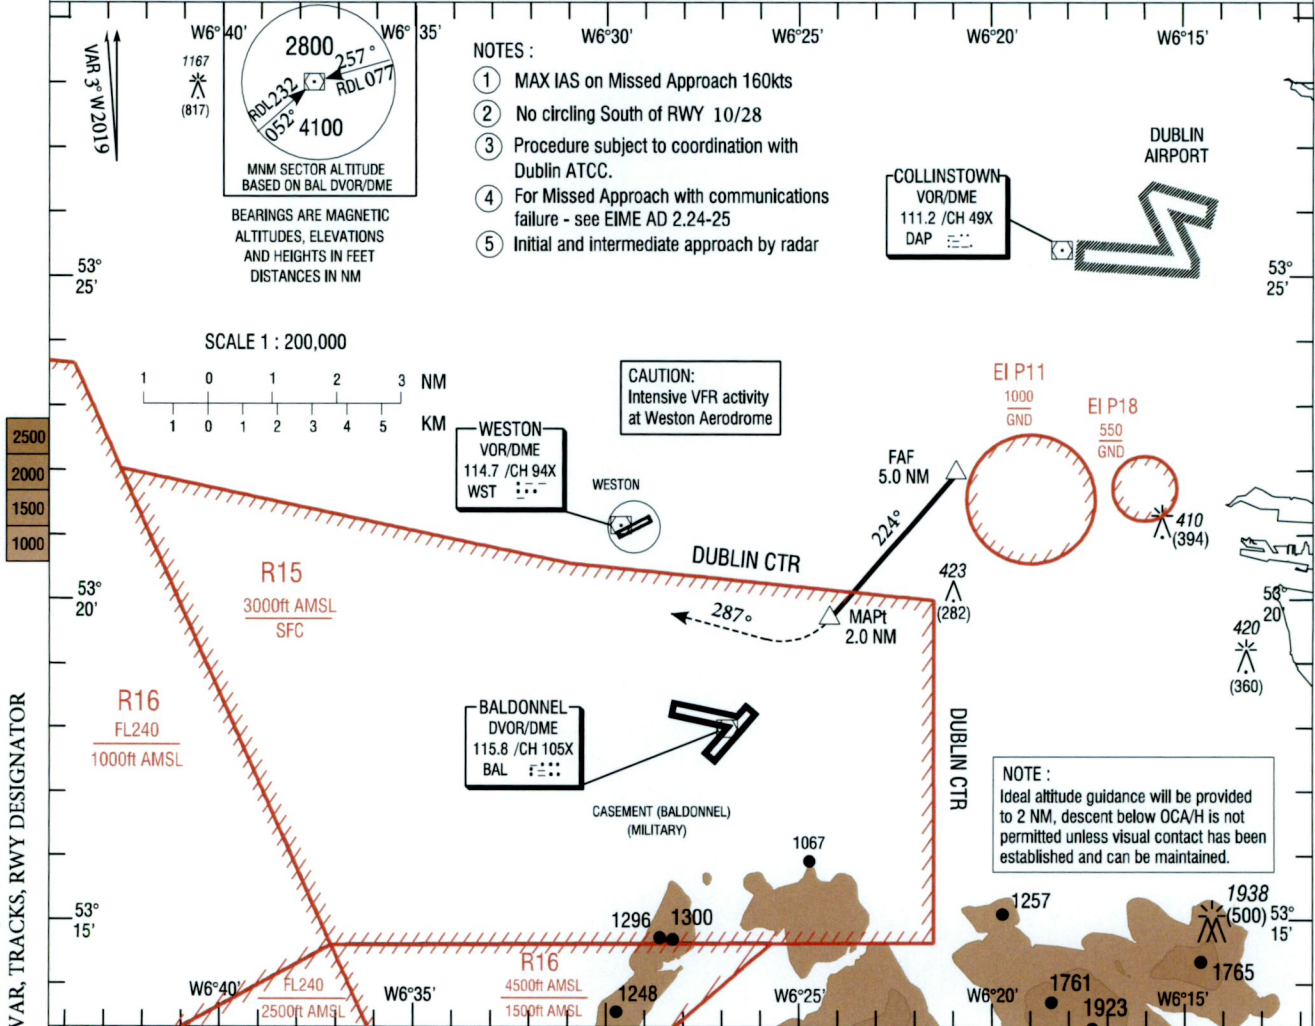 W6° 40'
W6° 35'
W6°30'
W6°25'
W6°20'
W6°15'
VAR 3° W2019
1167
(817)
2800
257°
RDL 077
RDL 232
052°
4100
MNM SECTOR ALTITUDE
BASED ON BAL DVOR/DME
BEARINGS ARE MAGNETIC
ALTITUDES, ELEVATIONS
AND HEIGHTS IN FEET
DISTANCES IN NM
NOTES :
1 MAX IAS on Missed Approach 160kts
2 No circling South of RWY 10/28
3 Procedure subject to coordination with
Dublin ATCC.
4 For Missed Approach with communications
failure - see EIME AD 2.24-25
5 Initial and intermediate approach by radar
DUBLIN
AIRPORT
COLLINSTOWN
VOR/DME
111.2 /CH 49X
DAP
53°
25'
53°
25'
SCALE 1 : 200,000
1 0 1 2 3 NM
1 0 1 2 3 4 5 KM
CAUTION:
Intensive VFR activity
at Weston Aerodrome
EI P11
1000
GND
EI P18
550
GND
2500
2000
1500
1000
WESTON
VOR/DME
114.7 /CH 94X
WST
WESTON
FAF
5.0 NM
224°
410
(394)
DUBLIN CTR
R15
3000ft AMSL
SFC
53°
20'
423
(282)
53°
20'
287°
MAPt
2.0 NM
420
(360)
R16
FL240
1000ft AMSL
BALDONNEL
DVOR/DME
115.8 /CH 105X
BAL
DUBLIN CTR
CASEMENT (BALDONNEL)
(MILITARY)
NOTE :
Ideal altitude guidance will be provided
to 2 NM, descent below OCA/H is not
permitted unless visual contact has been
established and can be maintained.
VAR, TRACKS, RWY DESIGNATOR
1067
53°
15'
1296
1300
1257
1938
(500)
53°
15'
R16
4500ft AMSL
1500ft AMSL
1765
W6°40'
FL240
2500ft AMSL
W6°35'
1248
W6°25'
W6°20'
1761
1923
W6°15'